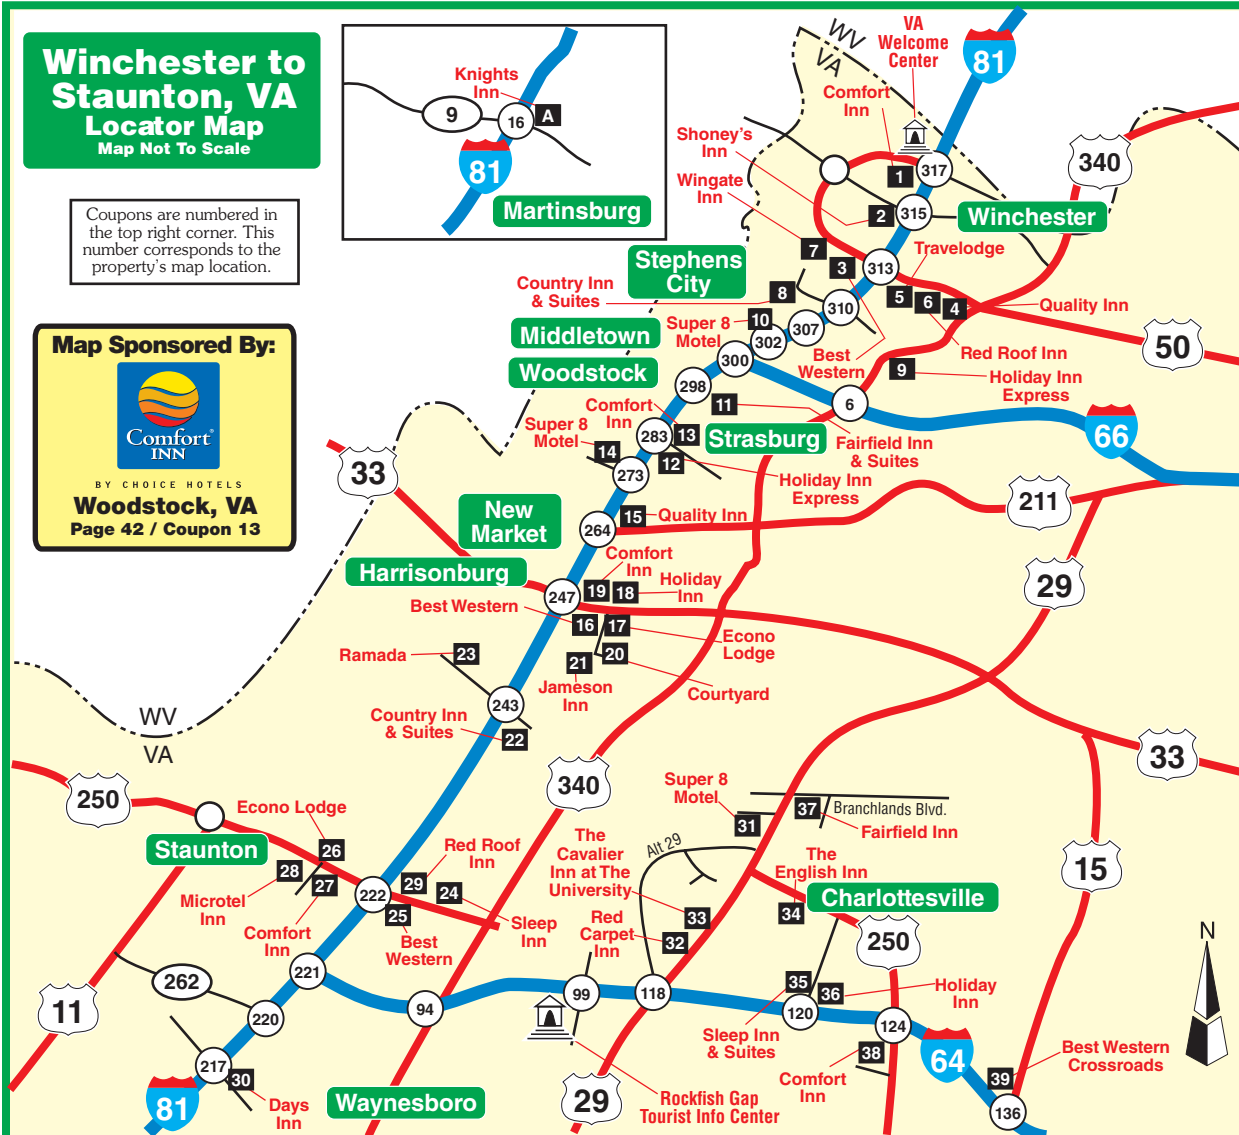 Winchester to
Staunton, VA
Locator Map
Map Not To Scale
Coupons are numbered in
the top right corner. This
number corresponds to the
property's map location.
Map Sponsored By:
Comfort®
INN
BY CHOICE HOTELS
Woodstock, VA
Page 42 / Coupon 13
Knights
Inn
9
16
A
81
Martinsburg
WV
VA
VA
Welcome
Center
81
Comfort
Inn
340
Shoney's
Inn
1
317
Wingate
Inn
2
315
Winchester
7
Travelodge
Stephens
City
3
313
Country Inn
& Suites
8
5
6
4
Quality Inn
310
Middletown
Super 8
Motel
10
307
302
50
Best
Western
Red Roof Inn
300
Woodstock
9
Holiday Inn
Express
298
11
6
Comfort
Inn
66
Super 8
Motel
283
13
Strasburg
Fairfield Inn
& Suites
14
12
33
273
Holiday Inn
Express
211
New
Market
15
Quality Inn
264
Harrisonburg
Comfort
Inn
Holiday
Inn
29
247
19
18
Best Western
16
17
Econo
Lodge
Ramada
23
21
20
Jameson
Inn
Courtyard
243
WV
VA
Country Inn
& Suites
22
33
250
340
Super 8
Motel
Econo Lodge
37
Branchlands Blvd.
31
Fairfield Inn
Staunton
26
Red Roof
Inn
The
Cavalier
Inn at The
University
Alt 29
The
English Inn
15
28
27
29
24
222
Charlottesville
Microtel
Inn
25
33
34
Comfort
Inn
Best
Western
Sleep
Inn
Red
Carpet
Inn
32
250
N
262
221
35
36
Holiday
Inn
11
94
99
118
120
220
124
Sleep Inn
& Suites
38
64
Best Western
Crossroads
217
30
Comfort
Inn
39
81
Days
Inn
Waynesboro
29
Rockfish Gap
Tourist Info Center
136